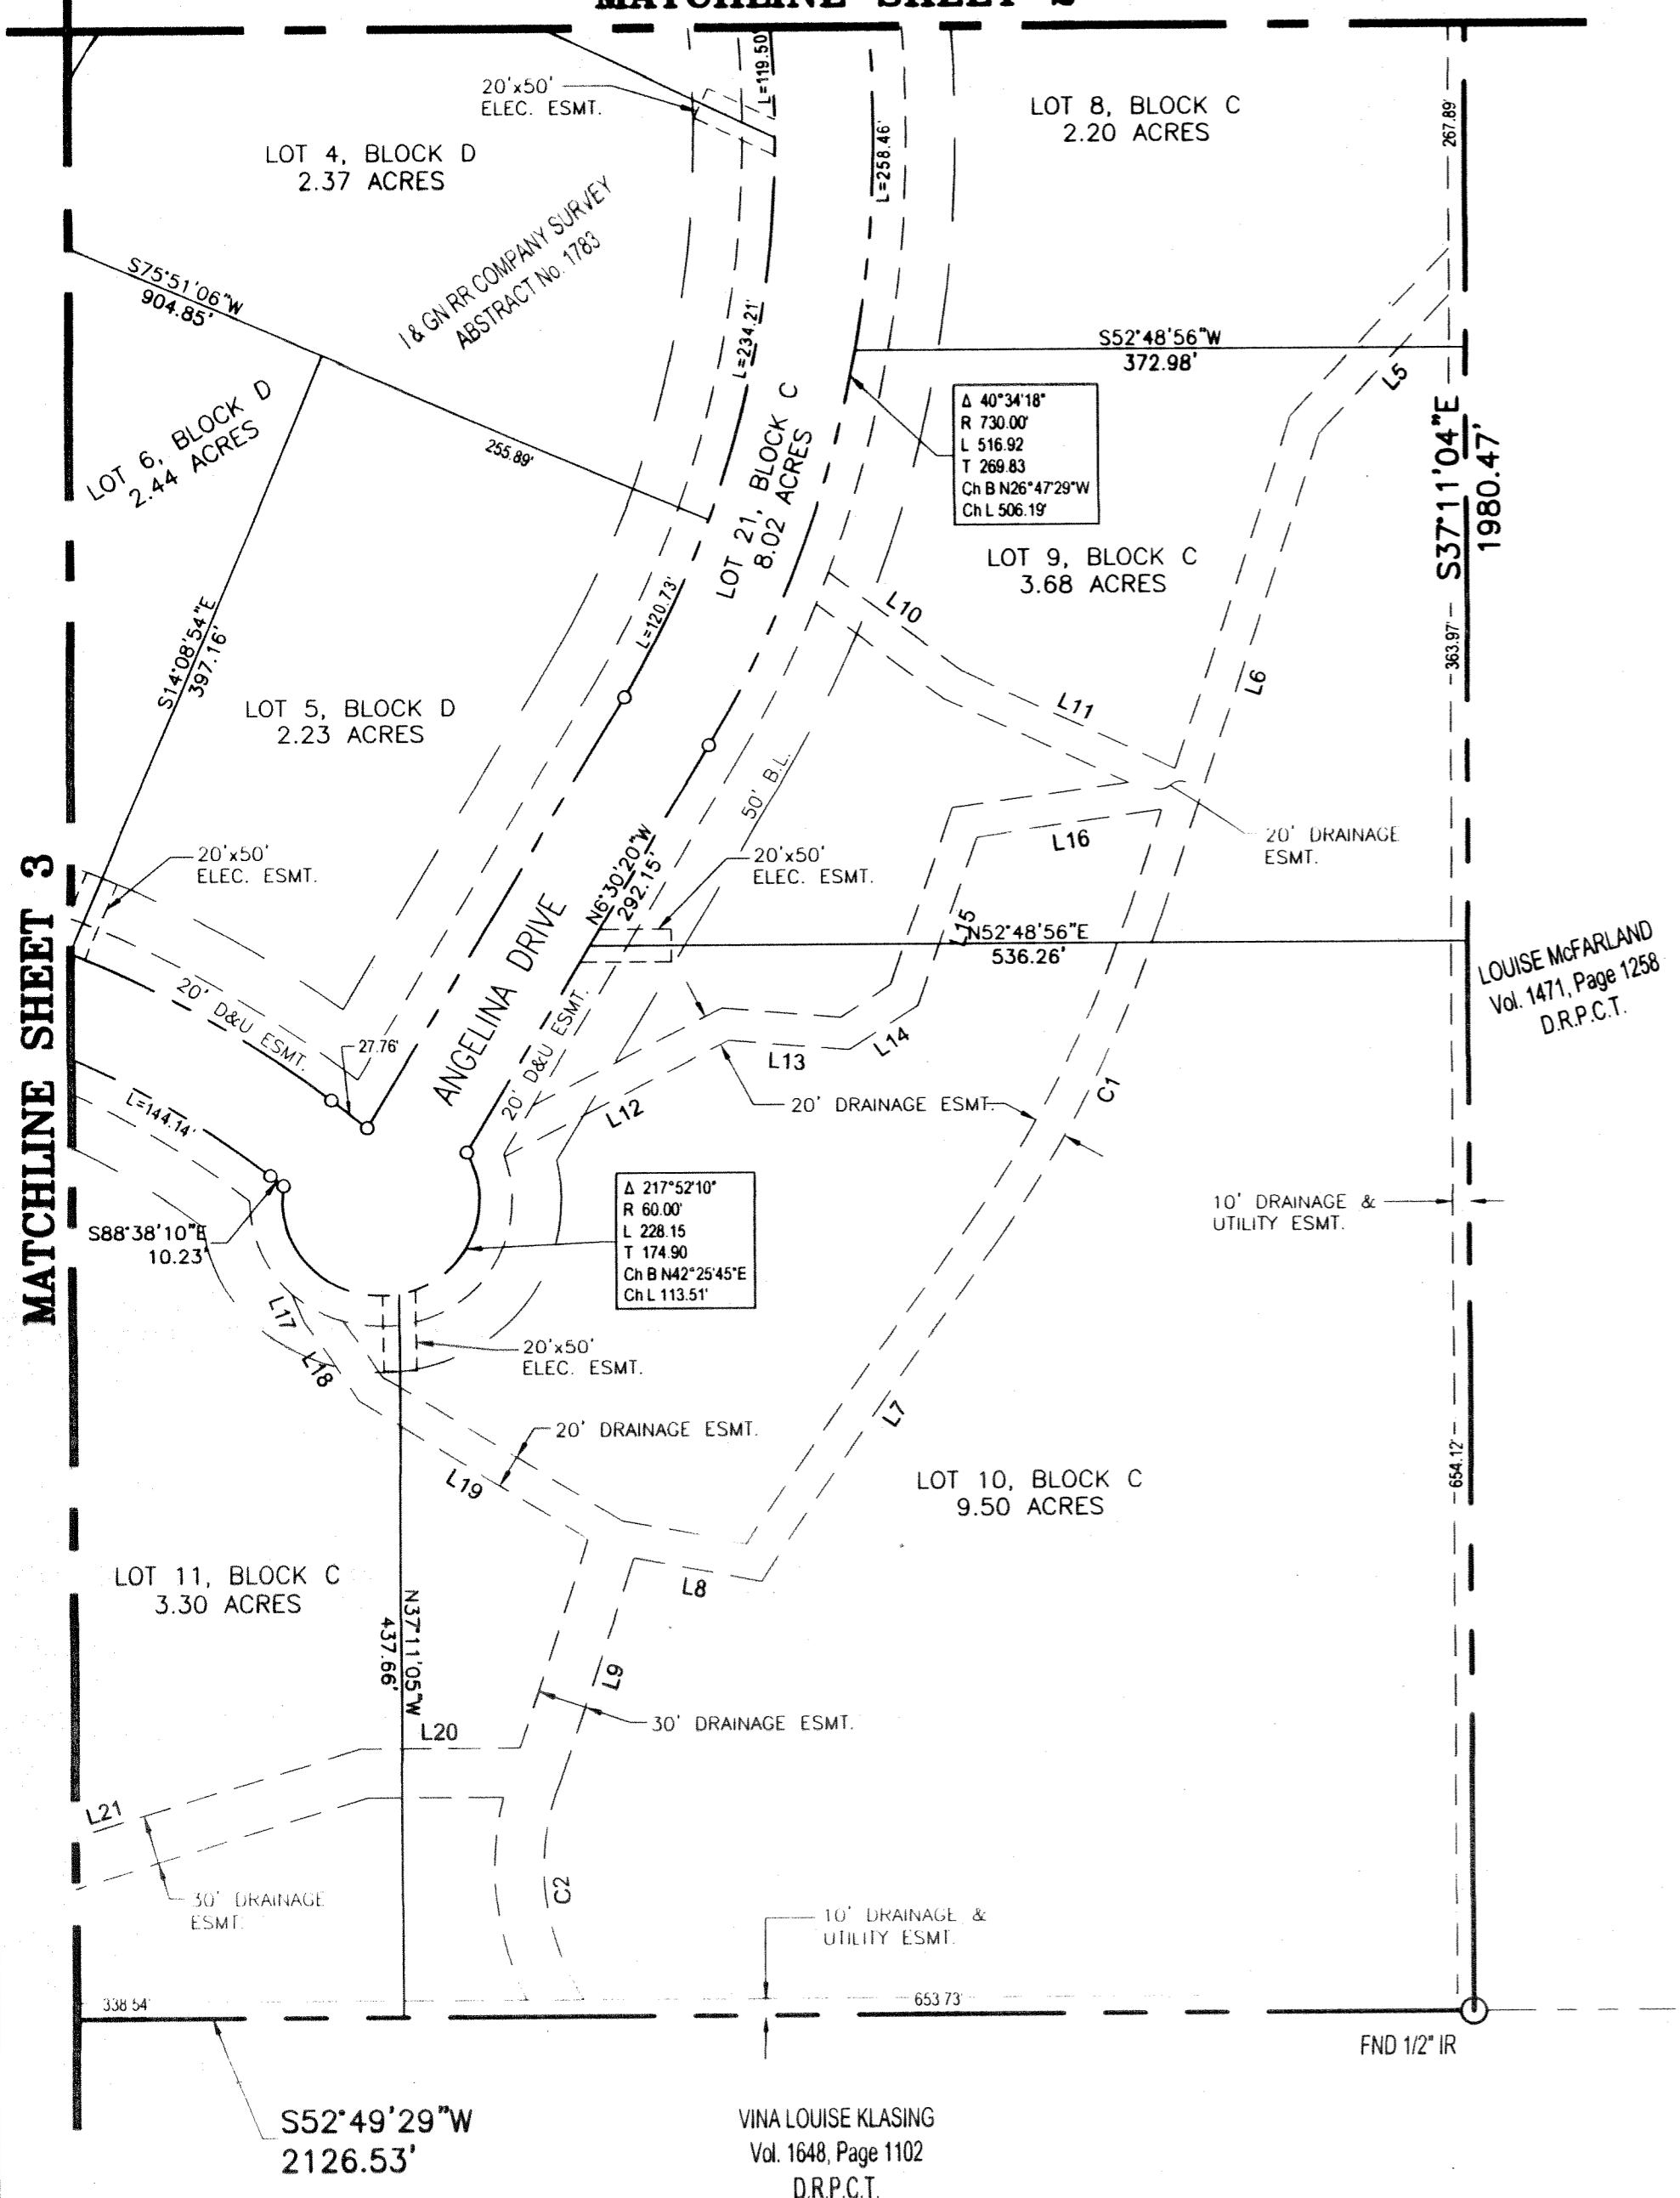 MATCHLINE SHEET 2
20'x50'
ELEC. ESMT.
L=119.50'
LOT 8, BLOCK C
2.20 ACRES
267.89'
L=258.46'
LOT 4, BLOCK D
2.37 ACRES
I & GN RR COMPANY SURVEY
ABSTRACT No. 1783
S75°51'06"W
904.85'
L=234.21'
S52°48'56"W
372.98'
L5
Δ 40°34'18"
R 730.00'
L 516.92
T 269.83
Ch B N26°47'29"W
Ch L 506.19'
S37°11'04"E
1980.47'
LOT 6, BLOCK D
2.44 ACRES
255.89'
LOT 21, BLOCK C
8.02 ACRES
LOT 9, BLOCK C
3.68 ACRES
L10
L=120.73'
363.97'
S14°08'54"E
397.16'
L6
L11
LOT 5, BLOCK D
2.23 ACRES
50' B.L.
20' DRAINAGE
ESMT.
L16
20'x50'
ELEC. ESMT.
20'x50'
ELEC. ESMT.
N6°30'20"W
292.15'
L15
N52°48'56"E
536.26'
MATCHLINE SHEET 3
ANGELINA DRIVE
LOUISE McFARLAND
Vol. 1471, Page 1258
D.R.P.C.T.
20' D&U ESMT.
27.76'
20' D&U ESMT.
L14
L13
L12
C1
20' DRAINAGE ESMT.
L=144.14'
Δ 217°52'10"
R 60.00'
L 228.15
T 174.90
Ch B N42°25'45"E
Ch L 113.51'
10' DRAINAGE &
UTILITY ESMT.
S88°38'10"E
10.23'
L17
L18
20'x50'
ELEC. ESMT.
L7
20' DRAINAGE ESMT.
L19
654.12'
LOT 10, BLOCK C
9.50 ACRES
LOT 11, BLOCK C
3.30 ACRES
L8
N37°11'05"W
437.66'
L9
30' DRAINAGE ESMT.
L20
L21
30' DRAINAGE
ESMT.
C2
10' DRAINAGE &
UTILITY ESMT.
338.54'
653.73'
FND 1/2" IR
S52°49'29"W
2126.53'
VINA LOUISE KLASING
Vol. 1648, Page 1102
D.R.P.C.T.